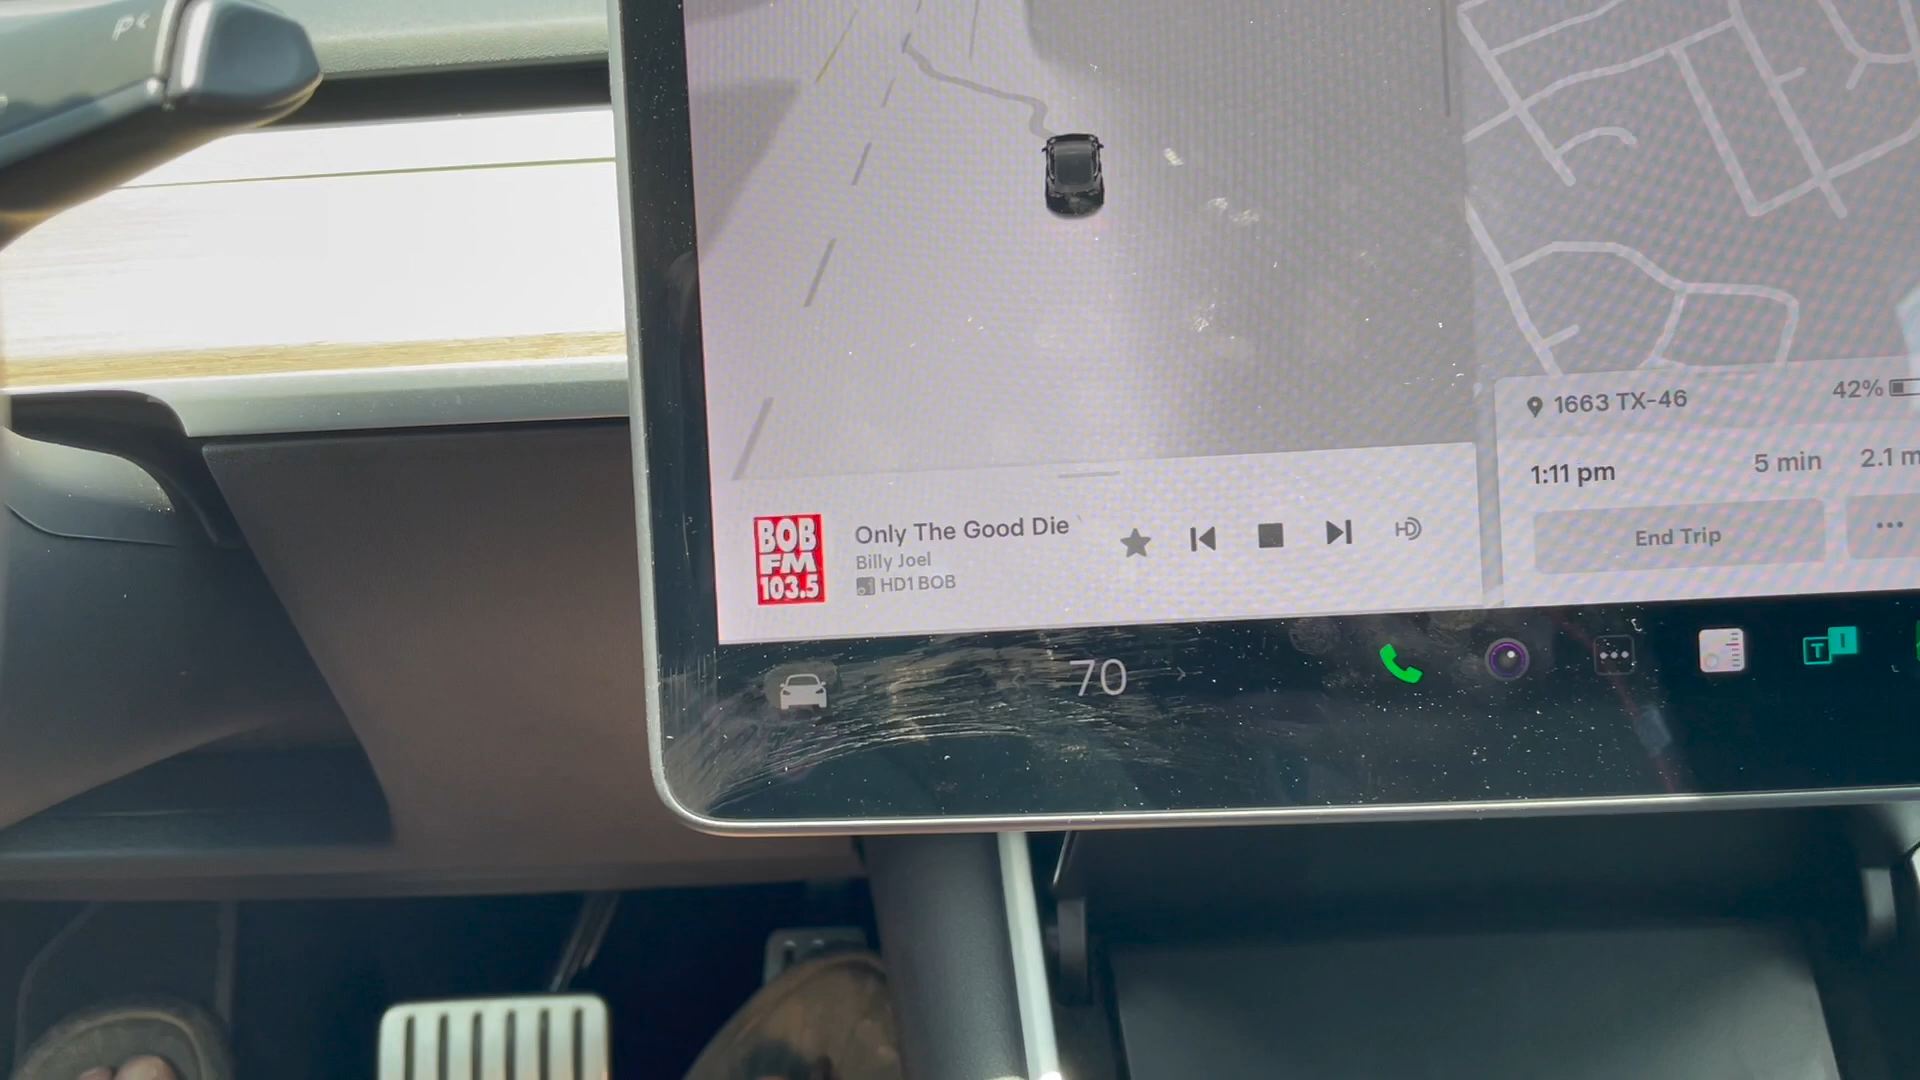 1663 TX-46
42%
1:11 pm
5 min
2.1 m
End Trip
BOB
FM
103.5
Only The Good Die
Billy Joel
HD1 BOB
HD
70
T
I